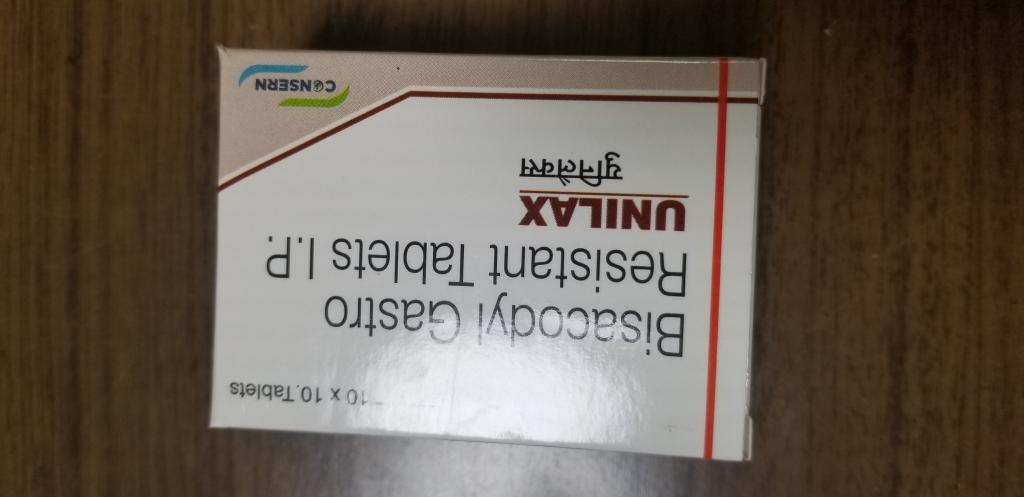 10 x 10 Tablets
Bisacodyl Gastro
Resistant Tablets I.P.
UNILAX
युनिलेक्स
CONSERN